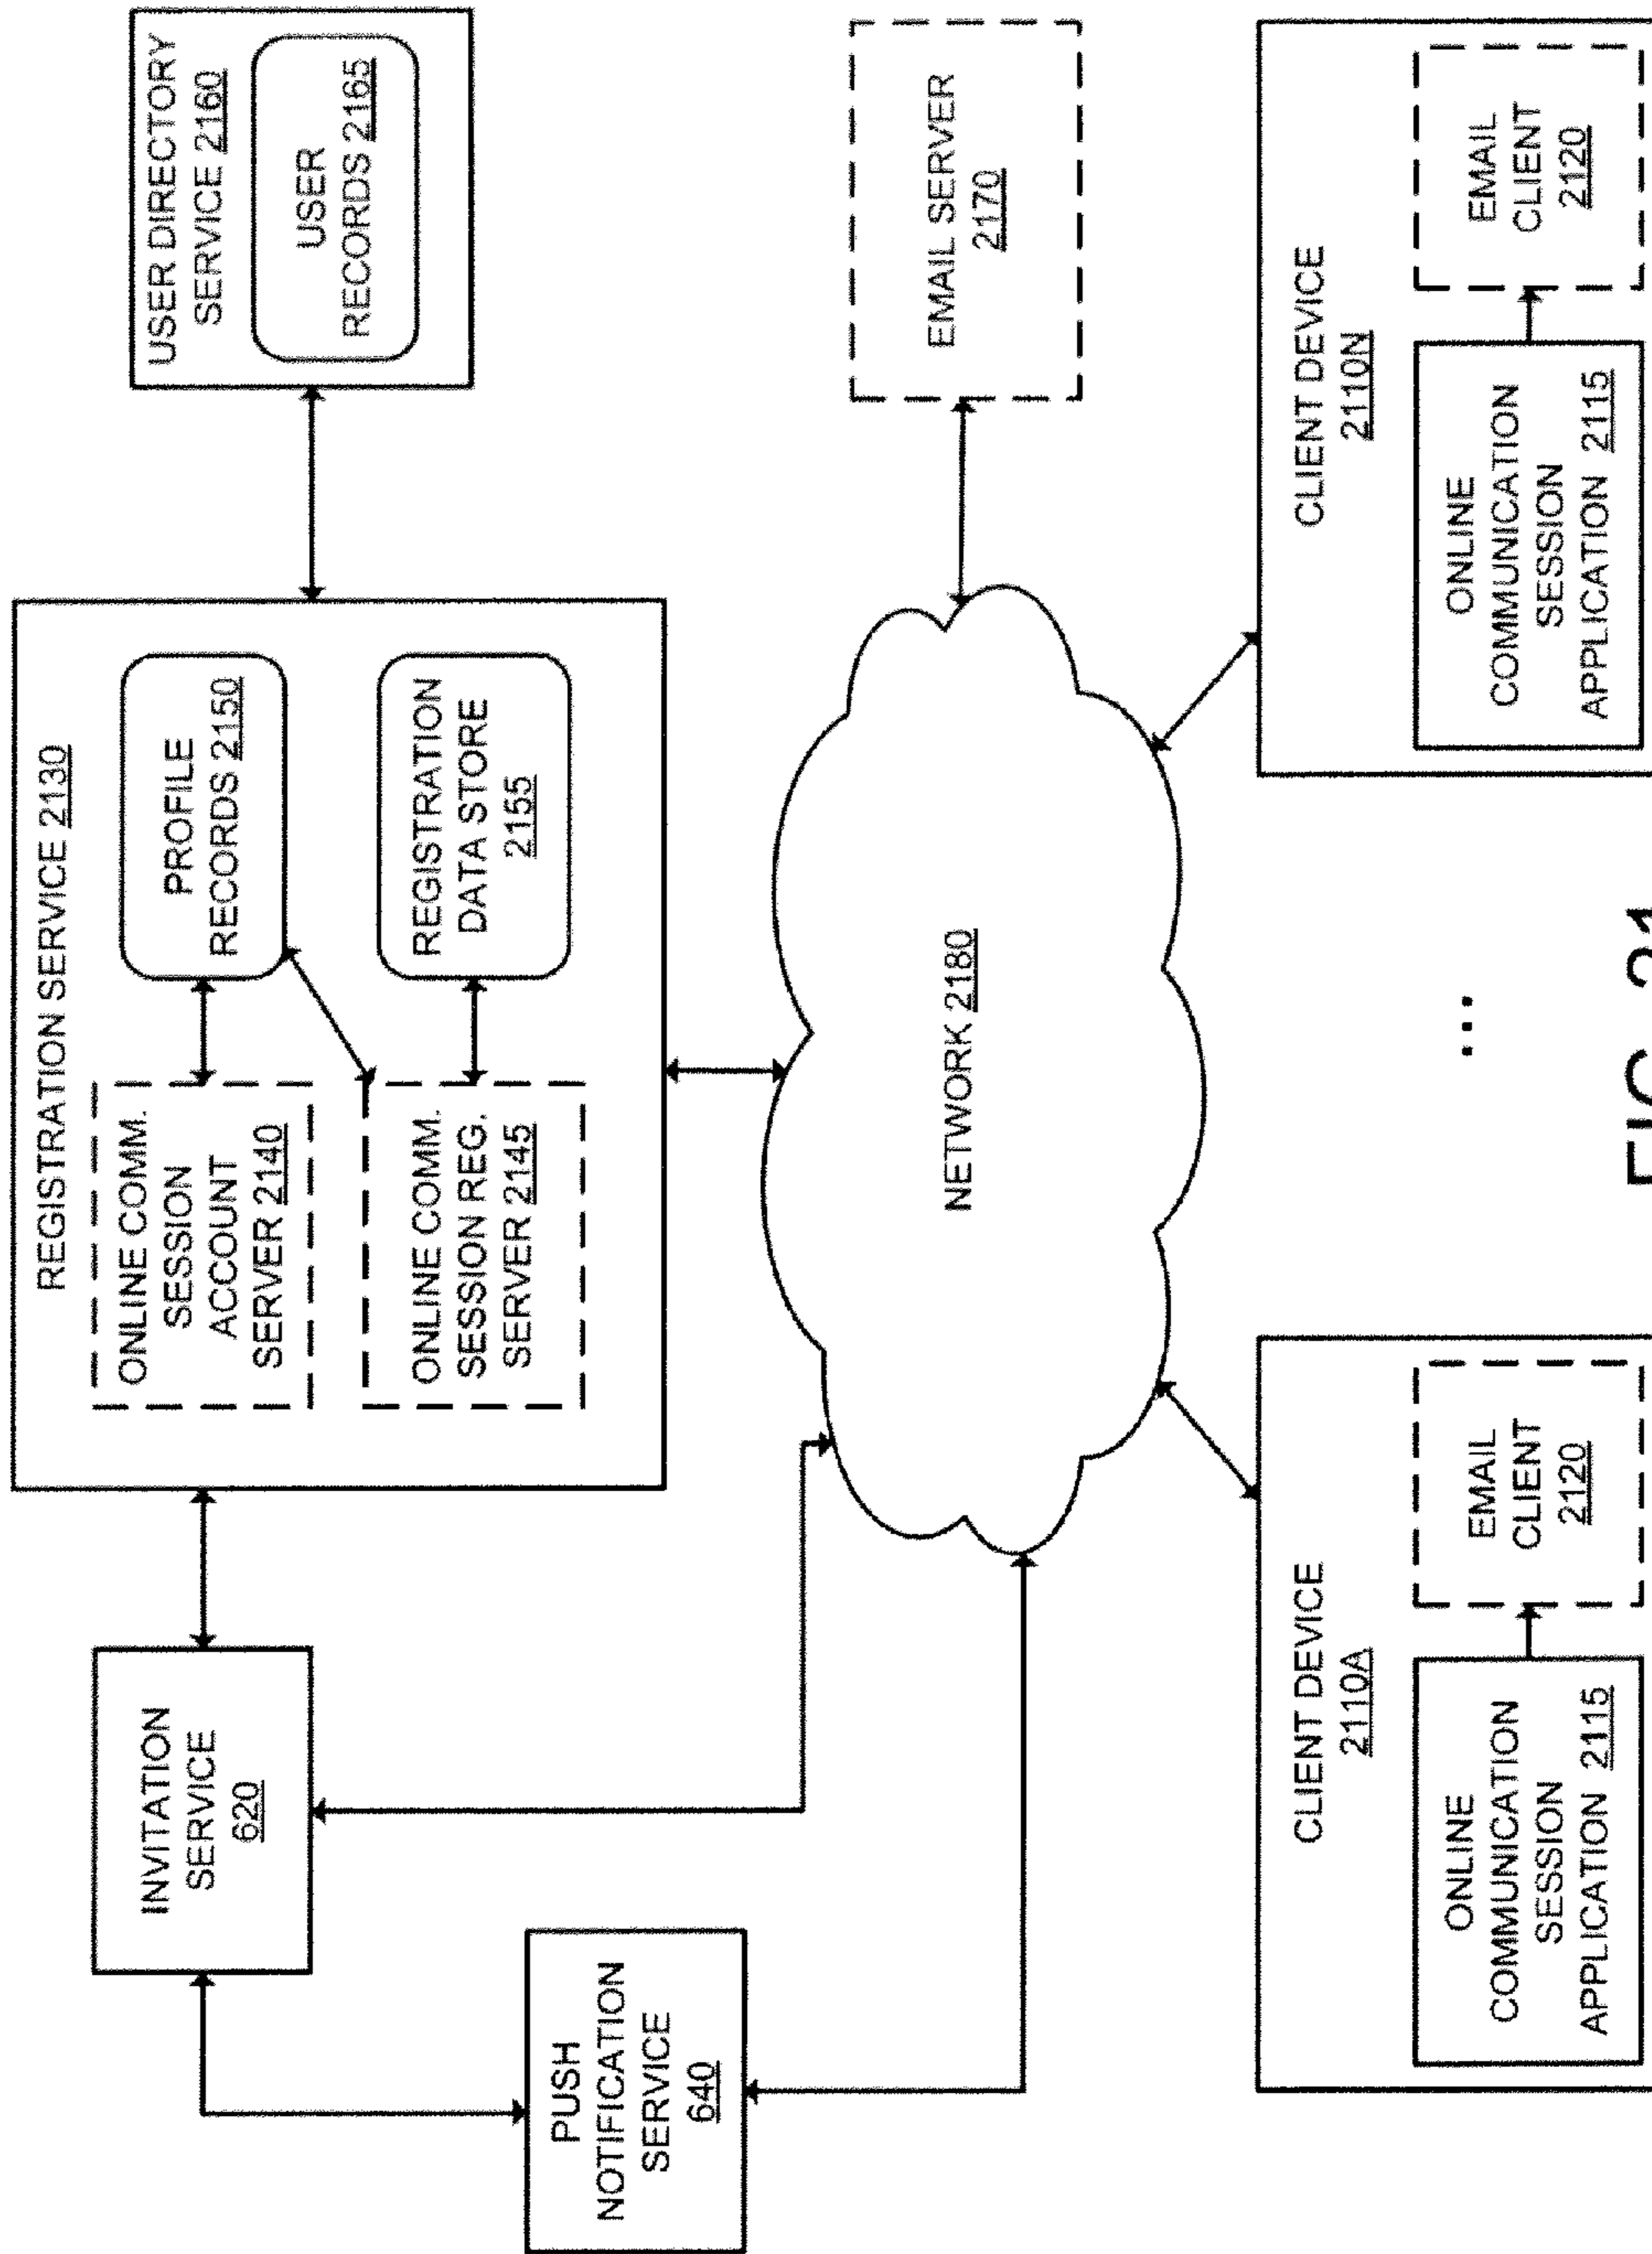 USER DIRECTORY
SERVICE 2160
USER
RECORDS 2165
REGISTRATION SERVICE 2130
PROFILE
RECORDS 2150
REGISTRATION
DATA STORE
2155
ONLINE COMM.
SESSION
ACCOUNT
SERVER 2140
ONLINE COMM.
SESSION REG.
SERVER 2145
INVITATION
SERVICE
620
PUSH
NOTIFICATION
SERVICE
640
NETWORK 2180
EMAIL SERVER
2170
CLIENT DEVICE
2110A
ONLINE
COMMUNICATION
SESSION
APPLICATION 2115
EMAIL
CLIENT
2120
...
CLIENT DEVICE
2110N
ONLINE
COMMUNICATION
SESSION
APPLICATION 2115
EMAIL
CLIENT
2120
FIG. 21